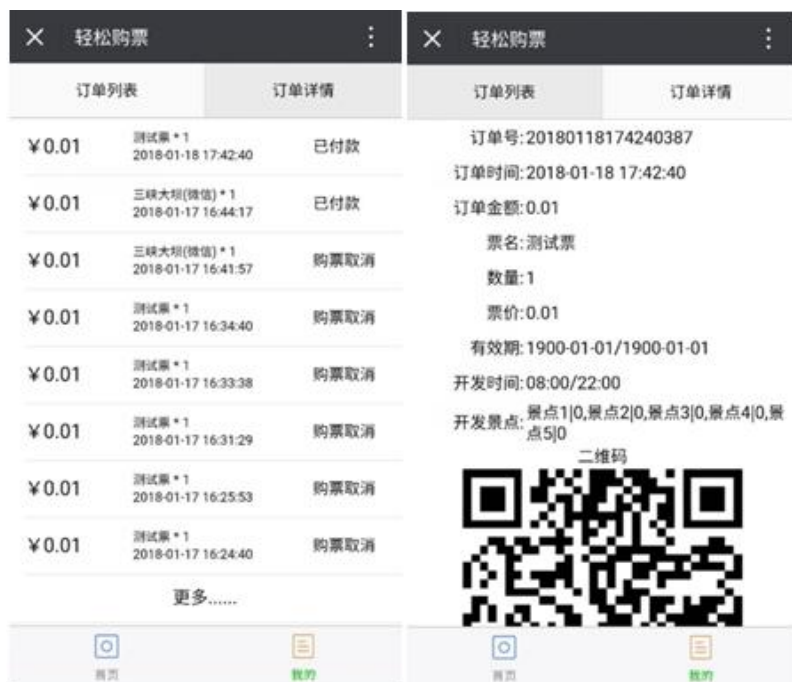 轻松购票
订单列表 订单详情
¥0.01 测试票 * 1 已付款
2018-01-18 17:42:40
¥0.01 三峡大坝(微信) * 1 已付款
2018-01-17 16:44:17
¥0.01 三峡大坝(微信) * 1 购票取消
2018-01-17 16:41:57
¥0.01 测试票 * 1 购票取消
2018-01-17 16:34:40
¥0.01 测试票 * 1 购票取消
2018-01-17 16:33:38
¥0.01 测试票 * 1 购票取消
2018-01-17 16:31:29
¥0.01 测试票 * 1 购票取消
2018-01-17 16:25:53
¥0.01 测试票 * 1 购票取消
2018-01-17 16:24:40
更多......
首页 我的
轻松购票
订单列表 订单详情
订单号:20180118174240387
订单时间:2018-01-18 17:42:40
订单金额:0.01
票名:测试票
数量:1
票价:0.01
有效期:1900-01-01/1900-01-01
开发时间:08:00/22:00
开发景点:景点1|0,景点2|0,景点3|0,景点4|0,景
点5|0
二维码
首页 我的